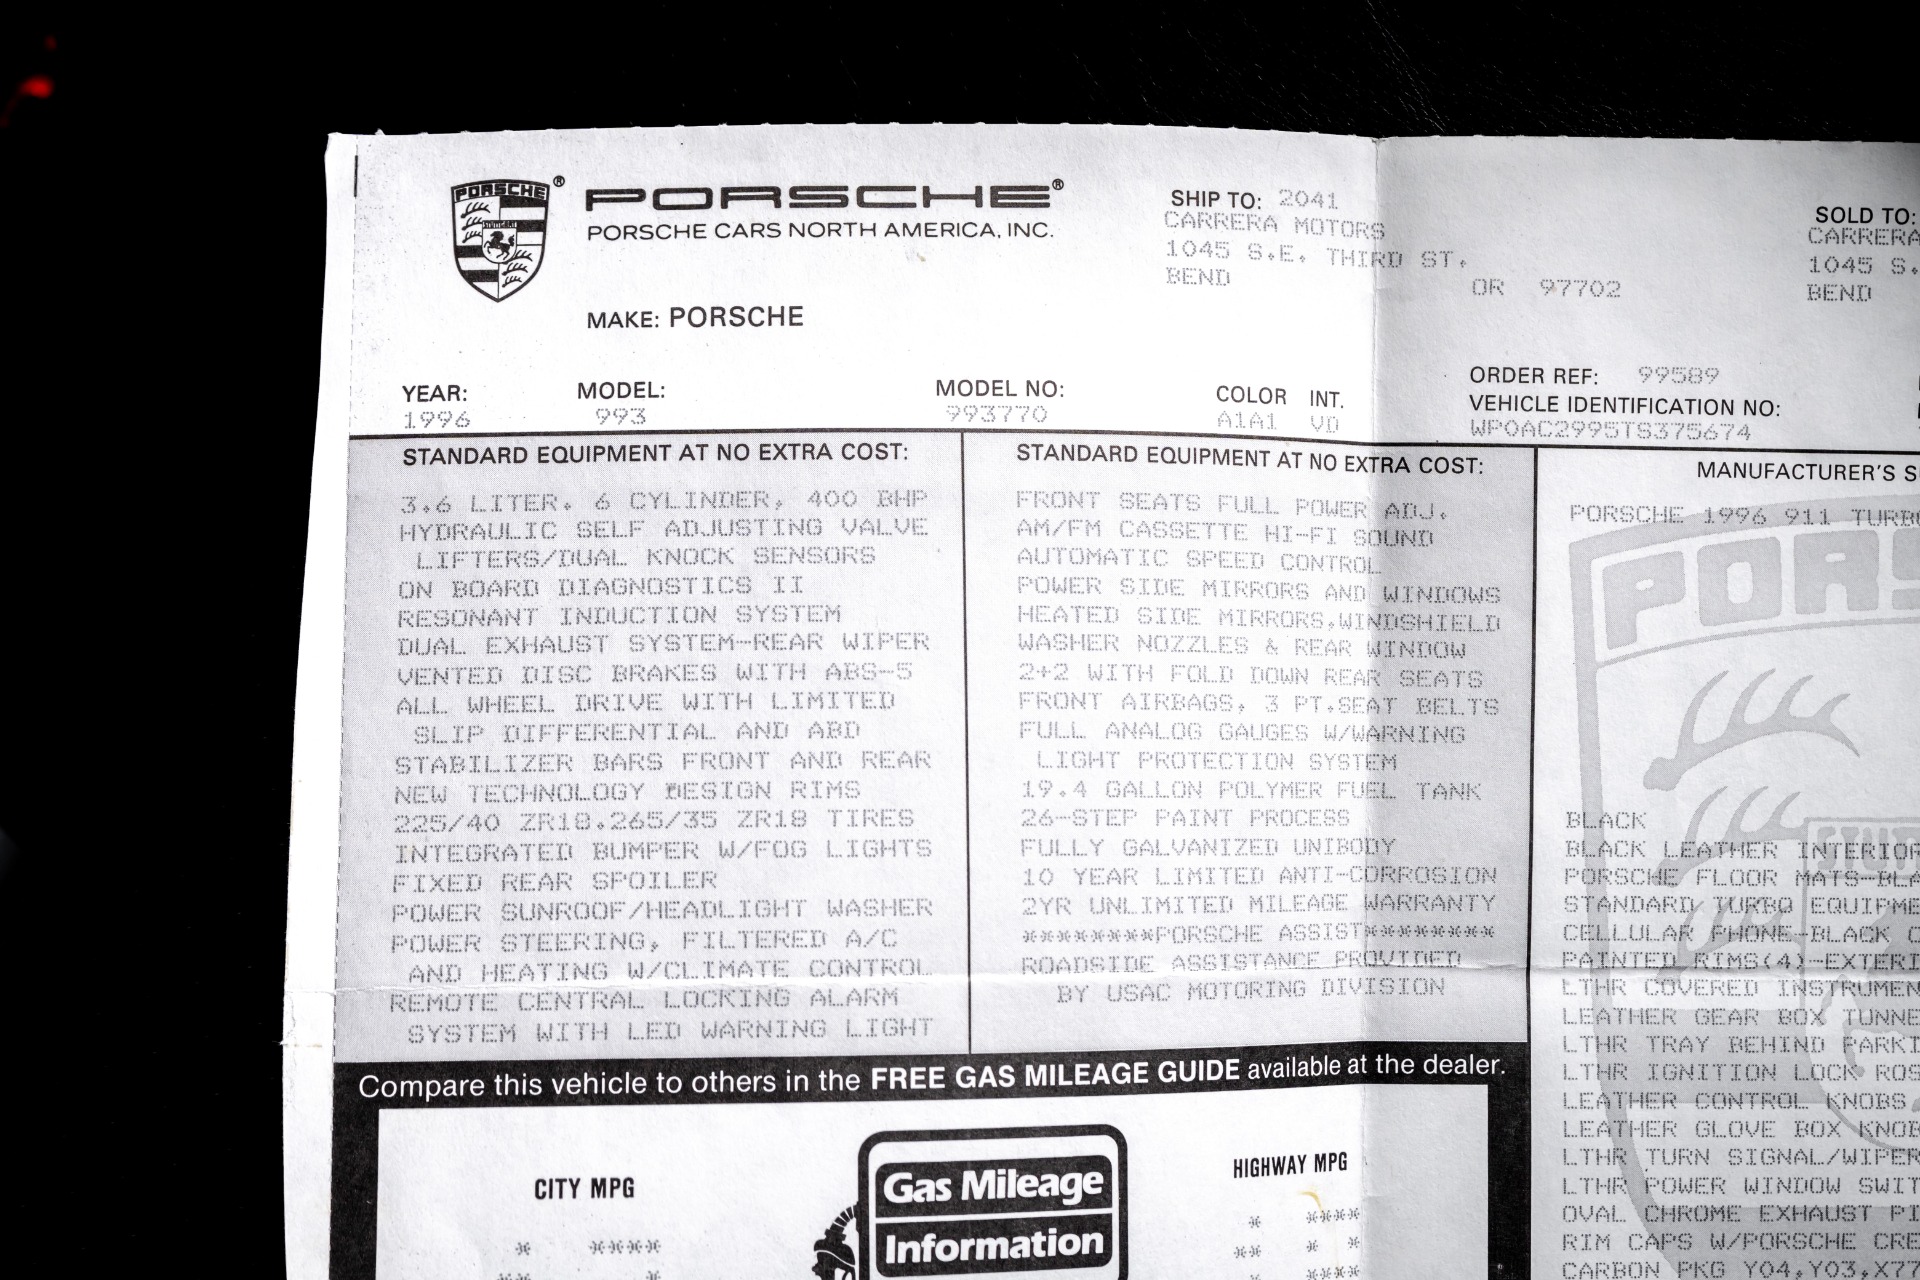 PORSCHE ® PORSCHE®
PORSCHE CARS NORTH AMERICA, INC.
MAKE: PORSCHE
SHIP TO: 2041
CARRERA MOTORS
1045 S.E. THIRD ST.
BEND
OR 97702
SOLD TO:
CARRERA
1045 S.
BEND
YEAR: MODEL: MODEL NO: COLOR INT.
1996 993 993770 A1A1 VD
ORDER REF: 99589
VEHICLE IDENTIFICATION NO:
WP0AC2995TS375674
STANDARD EQUIPMENT AT NO EXTRA COST:
3.6 LITER, 6 CYLINDER, 400 BHP
HYDRAULIC SELF ADJUSTING VALVE
LIFTERS/DUAL KNOCK SENSORS
ON BOARD DIAGNOSTICS II
RESONANT INDUCTION SYSTEM
DUAL EXHAUST SYSTEM-REAR WIPER
VENTED DISC BRAKES WITH ABS-5
ALL WHEEL DRIVE WITH LIMITED
SLIP DIFFERENTIAL AND ABD
STABILIZER BARS FRONT AND REAR
NEW TECHNOLOGY DESIGN RIMS
225/40 ZR18,265/35 ZR18 TIRES
INTEGRATED BUMPER W/FOG LIGHTS
FIXED REAR SPOILER
POWER SUNROOF/HEADLIGHT WASHER
POWER STEERING, FILTERED A/C
AND HEATING W/CLIMATE CONTROL
REMOTE CENTRAL LOCKING ALARM
SYSTEM WITH LED WARNING LIGHT
STANDARD EQUIPMENT AT NO EXTRA COST:
FRONT SEATS FULL POWER ADJ.
AM/FM CASSETTE HI-FI SOUND
AUTOMATIC SPEED CONTROL
POWER SIDE MIRRORS AND WINDOWS
HEATED SIDE MIRRORS,WINDSHIELD
WASHER NOZZLES & REAR WINDOW
2+2 WITH FOLD DOWN REAR SEATS
FRONT AIRBAGS, 3 PT.SEAT BELTS
FULL ANALOG GAUGES W/WARNING
LIGHT PROTECTION SYSTEM
19.4 GALLON POLYMER FUEL TANK
26-STEP PAINT PROCESS
FULLY GALVANIZED UNIBODY
10 YEAR LIMITED ANTI-CORROSION
2YR UNLIMITED MILEAGE WARRANTY
********PORSCHE ASSIST********
ROADSIDE ASSISTANCE PROVIDED
BY USAC MOTORING DIVISION
MANUFACTURER'S S
PORSCHE 1996 911 TURBO
BLACK
BLACK LEATHER INTERIOR
PORSCHE FLOOR MATS-BLA
STANDARD TURBO EQUIPME
CELLULAR PHONE-BLACK C
PAINTED RIMS(4)-EXTERI
LTHR COVERED INSTRUMEN
LEATHER GEAR BOX TUNNE
LTHR TRAY BEHIND PARKI
LTHR IGNITION LOCK ROS
LEATHER CONTROL KNOBS
LEATHER GLOVE BOX KNOB
LTHR TURN SIGNAL/WIPER
LTHR POWER WINDOW SWIT
OVAL CHROME EXHAUST PI
RIM CAPS W/PORSCHE CRE
CARBON PKG Y04,Y03,X77
Compare this vehicle to others in the FREE GAS MILEAGE GUIDE available at the dealer.
CITY MPG
* ****
** *
Gas Mileage
Information
HIGHWAY MPG
* ****
** * *
****